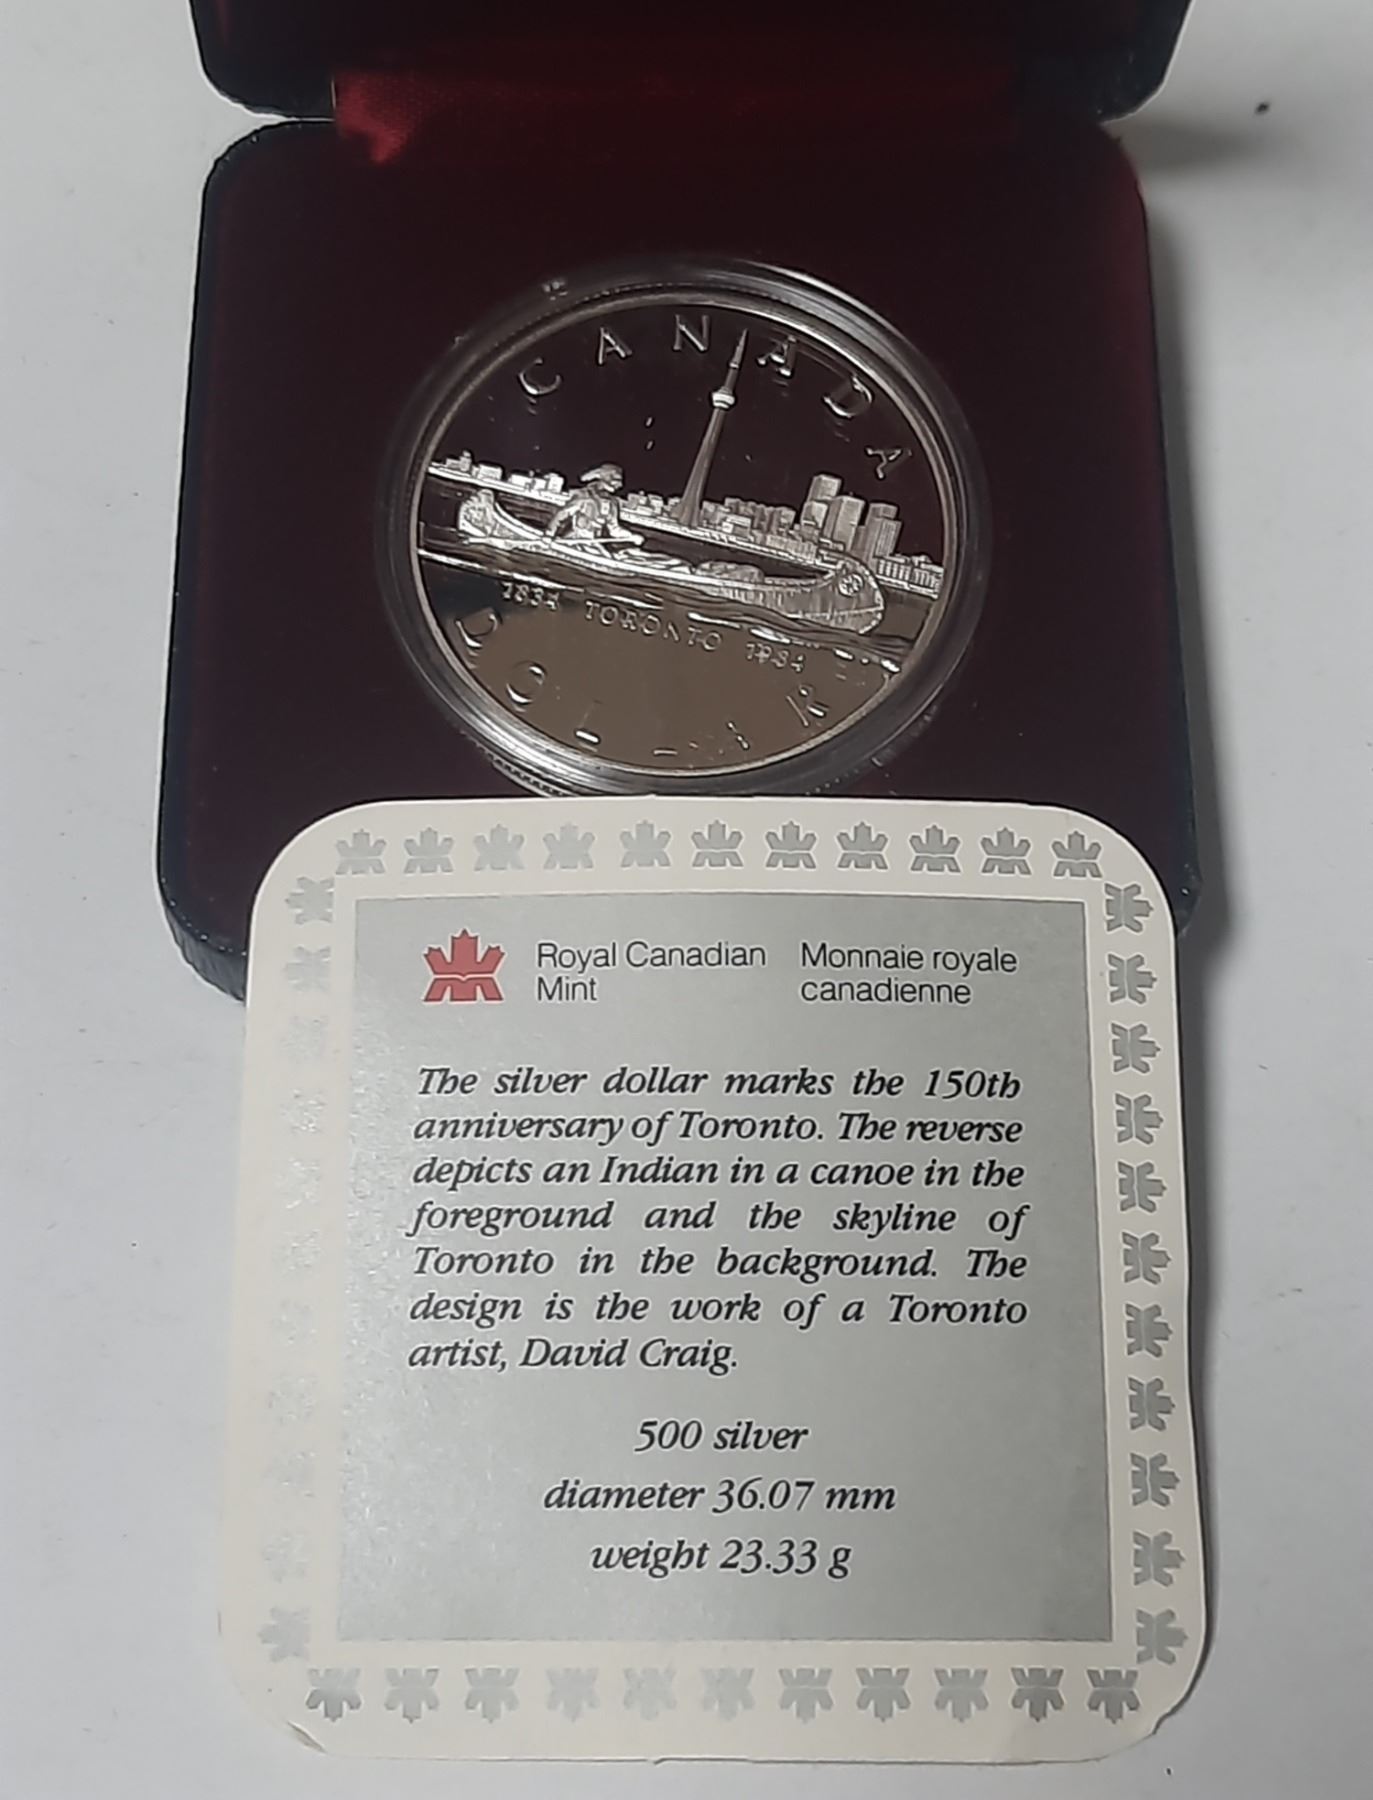 CANADA
1834 TORONTO 1984
DOLLAR
Royal Canadian Mint
Monnaie royale canadienne
The silver dollar marks the 150th
anniversary of Toronto. The reverse
depicts an Indian in a canoe in the
foreground and the skyline of
Toronto in the background. The
design is the work of a Toronto
artist, David Craig.
500 silver
diameter 36.07 mm
weight 23.33 g